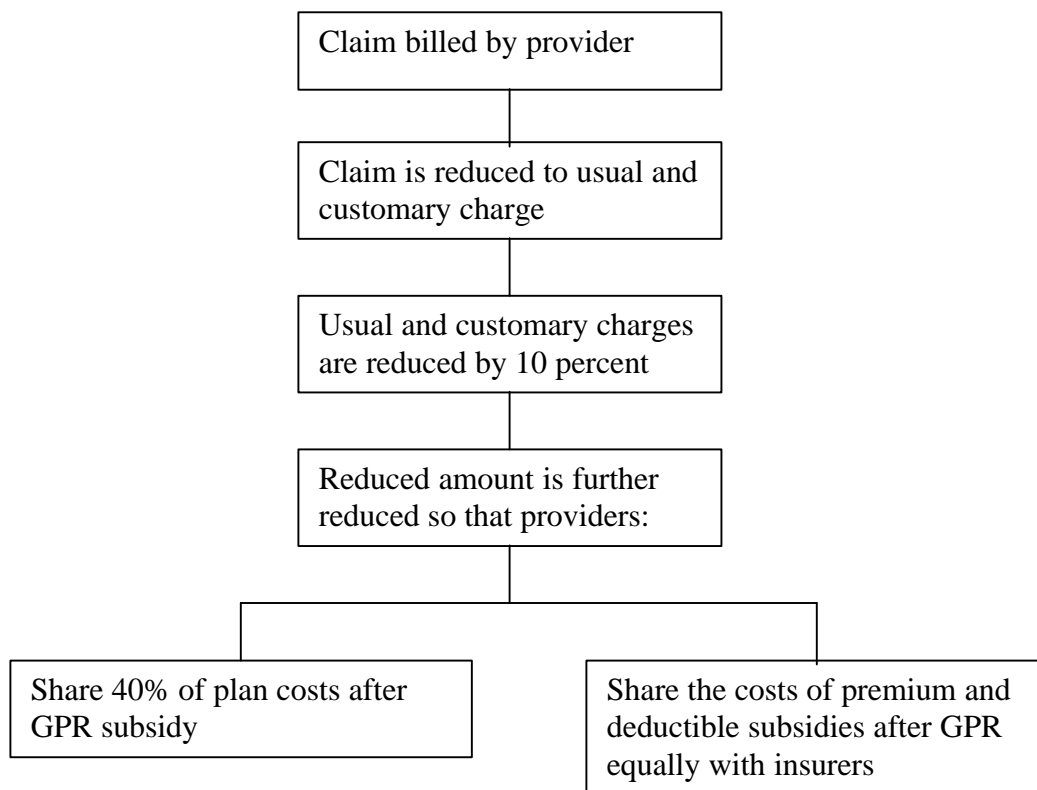 Claim billed by provider
Claim is reduced to usual and
customary charge
Usual and customary charges
are reduced by 10 percent
Reduced amount is further
reduced so that providers:
Share 40% of plan costs after
GPR subsidy
Share the costs of premium and
deductible subsidies after GPR
equally with insurers